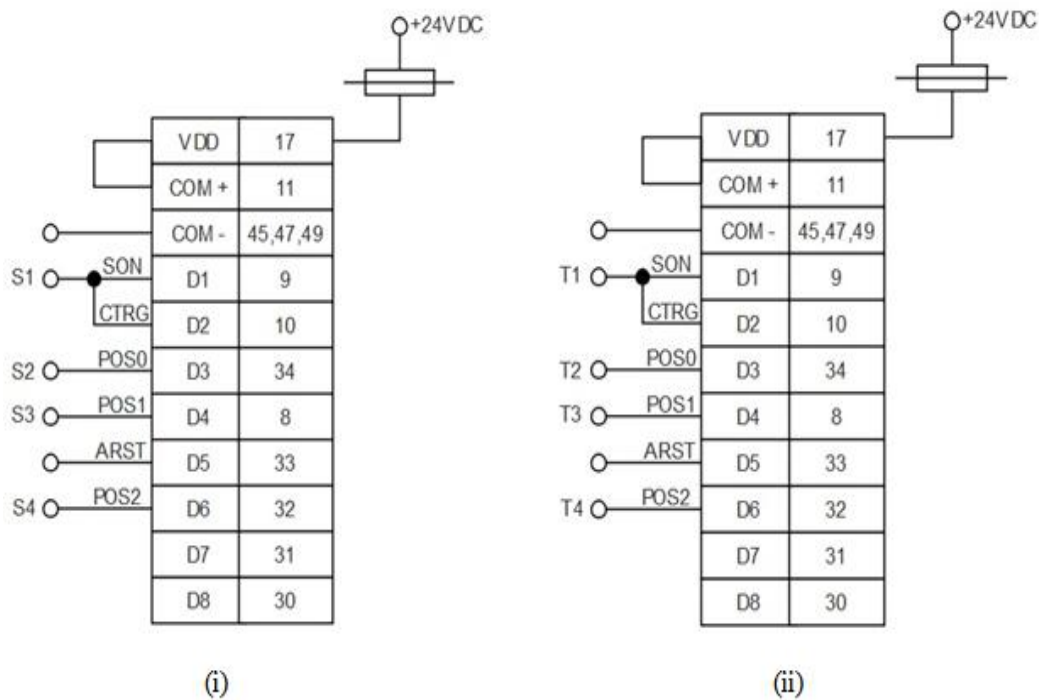 +24VDC
VDD 17
COM + 11
COM - 45,47,49
S1 SON D1 9
CTRG D2 10
S2 POS0 D3 34
S3 POS1 D4 8
ARST D5 33
S4 POS2 D6 32
D7 31
D8 30
(i)
+24VDC
VDD 17
COM + 11
COM - 45,47,49
T1 SON D1 9
CTRG D2 10
T2 POS0 D3 34
T3 POS1 D4 8
ARST D5 33
T4 POS2 D6 32
D7 31
D8 30
(ii)